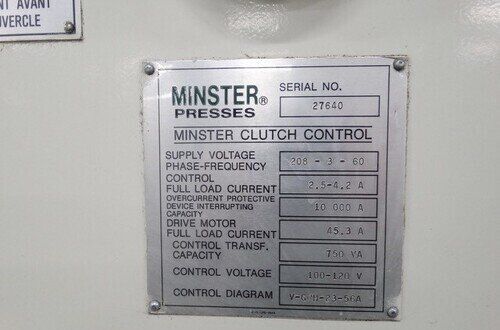 NT AVANT
UVERCLE
MINSTER®
PRESSES
SERIAL NO.
27640
MINSTER CLUTCH CONTROL
SUPPLY VOLTAGE
PHASE-FREQUENCY
208 - 3 - 60
CONTROL
FULL LOAD CURRENT
2.5-4.2 A
OVERCURRENT PROTECTIVE
DEVICE INTERRUPTING
CAPACITY
10 000 A
DRIVE MOTOR
FULL LOAD CURRENT
45.3 A
CONTROL TRANSF.
CAPACITY
750 VA
CONTROL VOLTAGE
100-120 V
CONTROL DIAGRAM